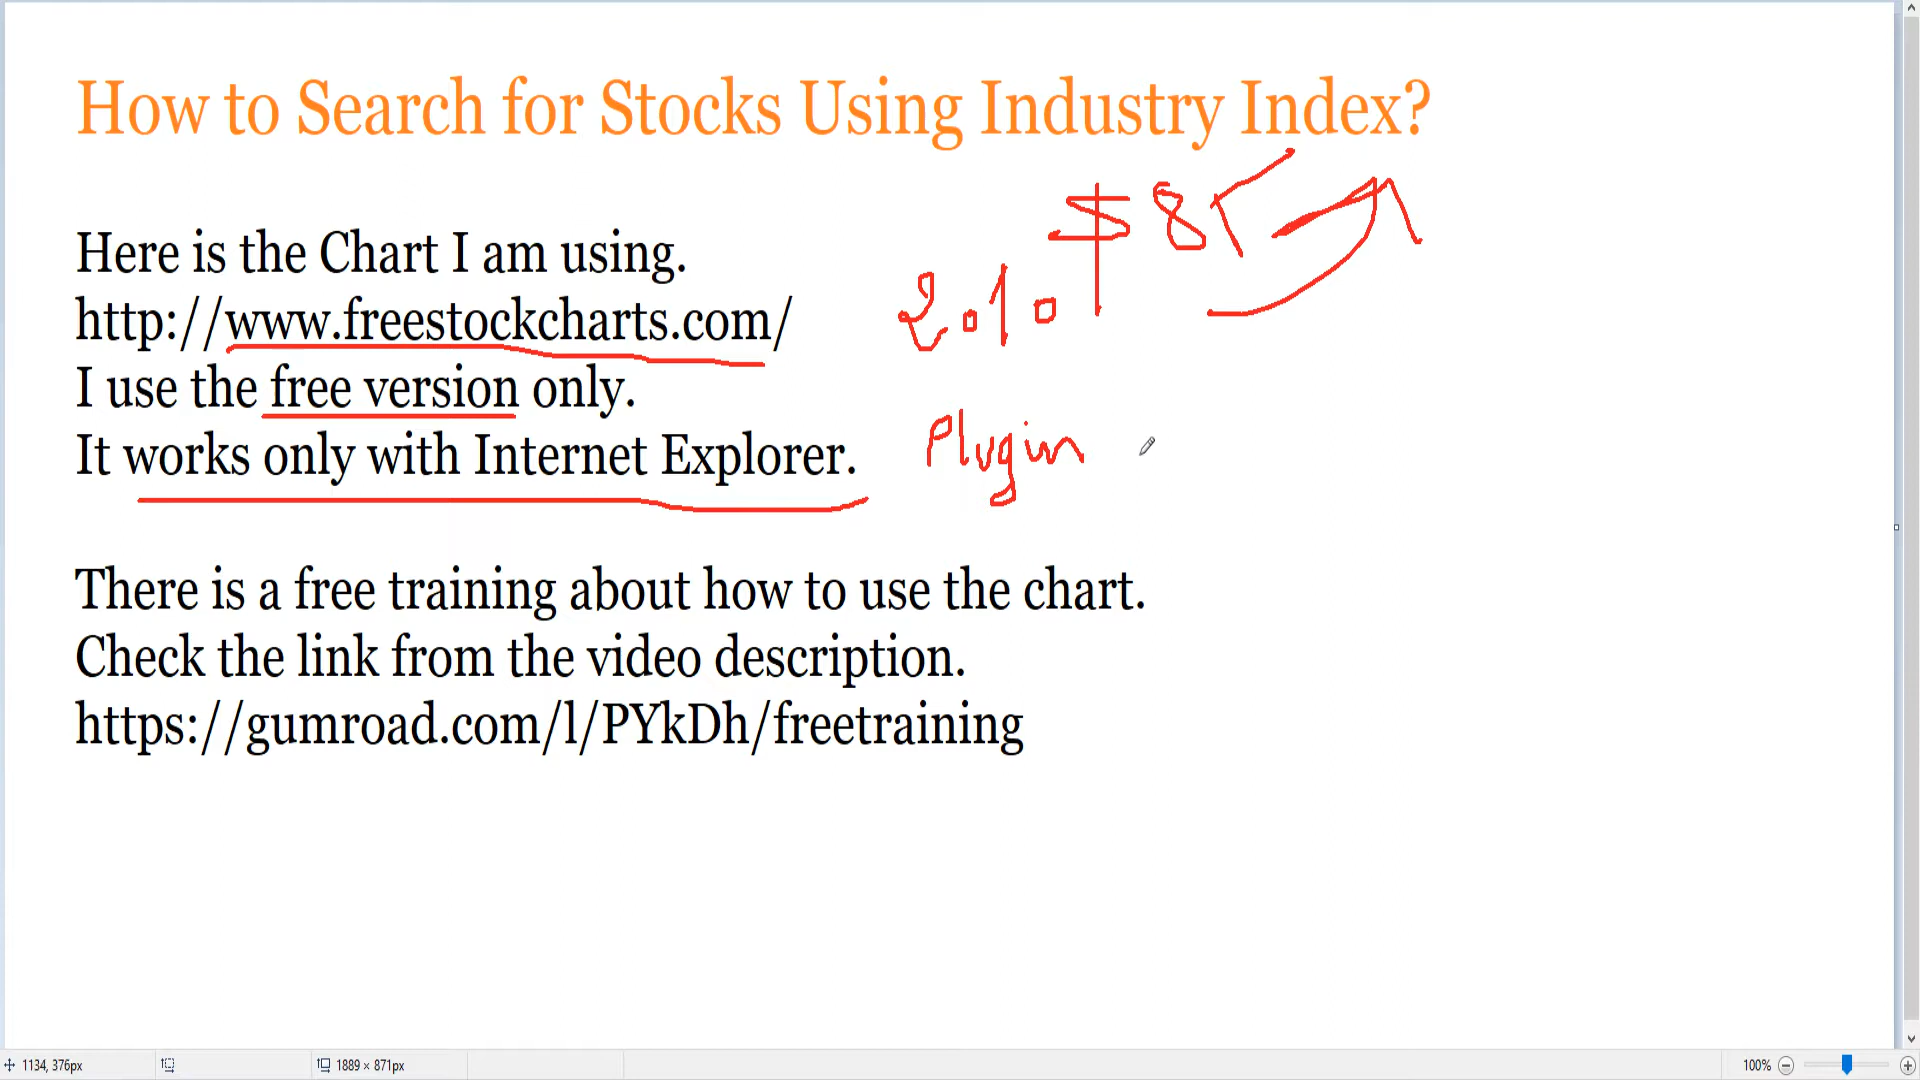 How to Search for Stocks Using Industry Index?
$8
Here is the Chart I am using.
2010
http://www.freestockcharts.com/
I use the free version only.
It works only with Internet Explorer.
Plugin
There is a free training about how to use the chart.
Check the link from the video description.
https://gumroad.com/l/PYkDh/freetraining
1134, 376px
1889 × 871px
100%